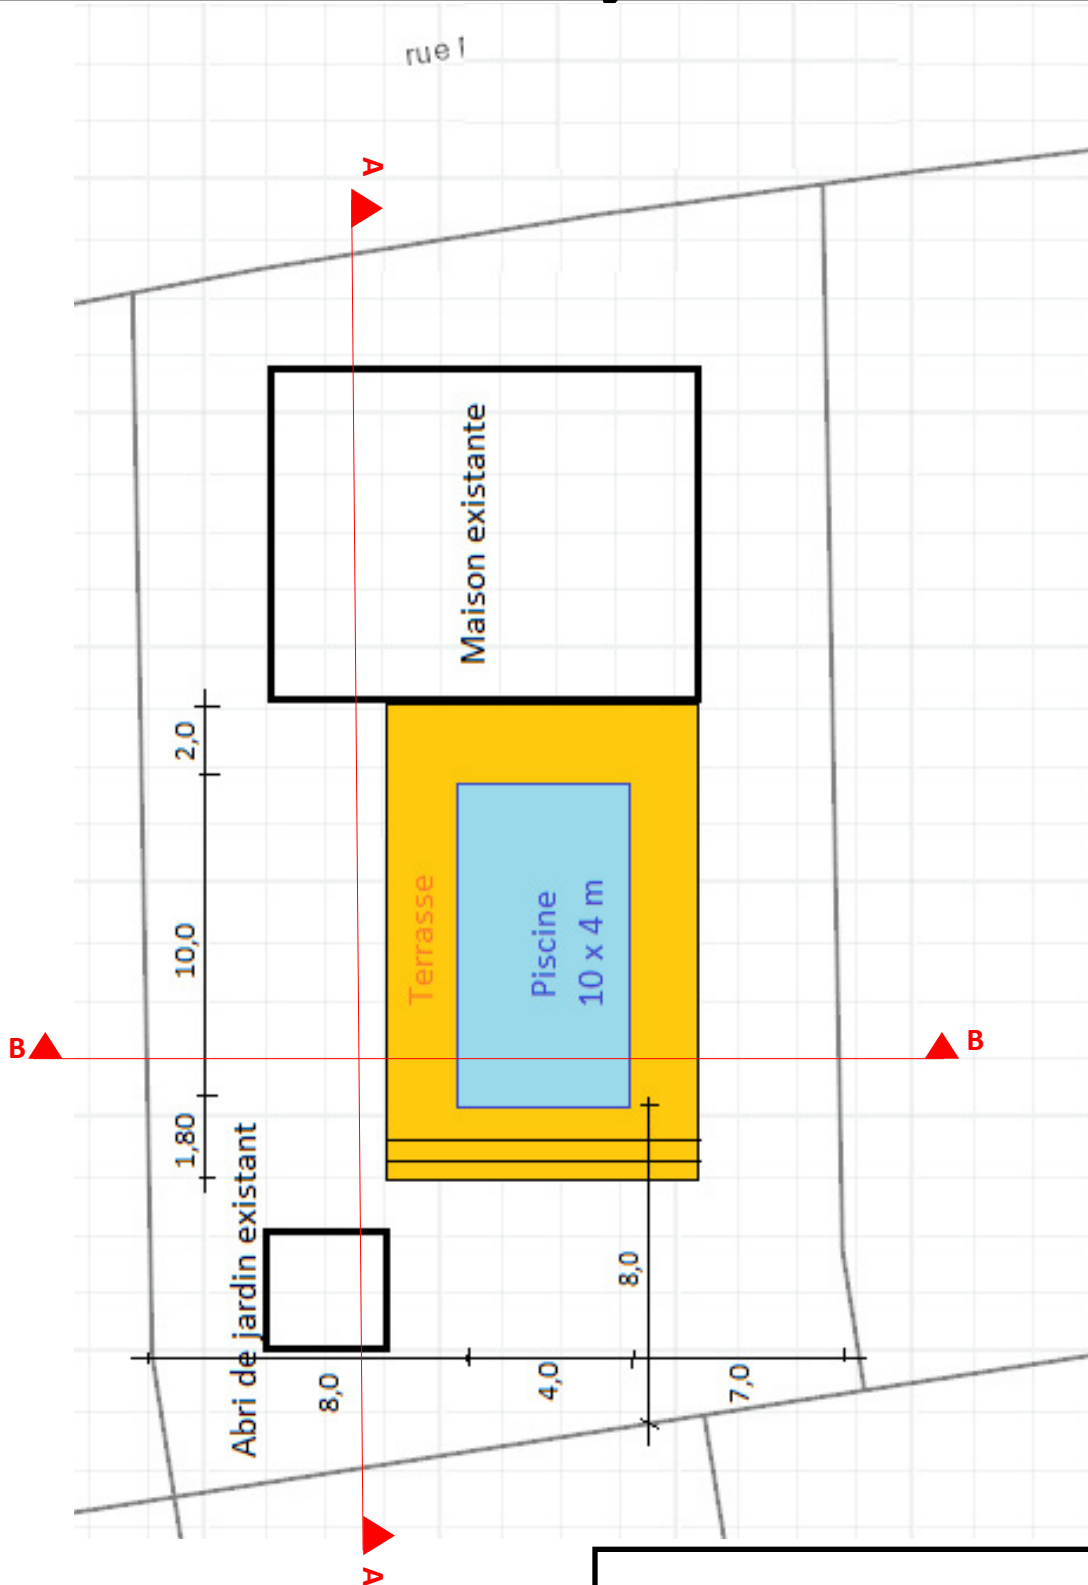 rue
A
Maison existante
2,0
10,0
Terrasse
Piscine
10 x 4 m
B
B
1,80
Abri de jardin existant
8,0
8,0
4,0
7,0
A